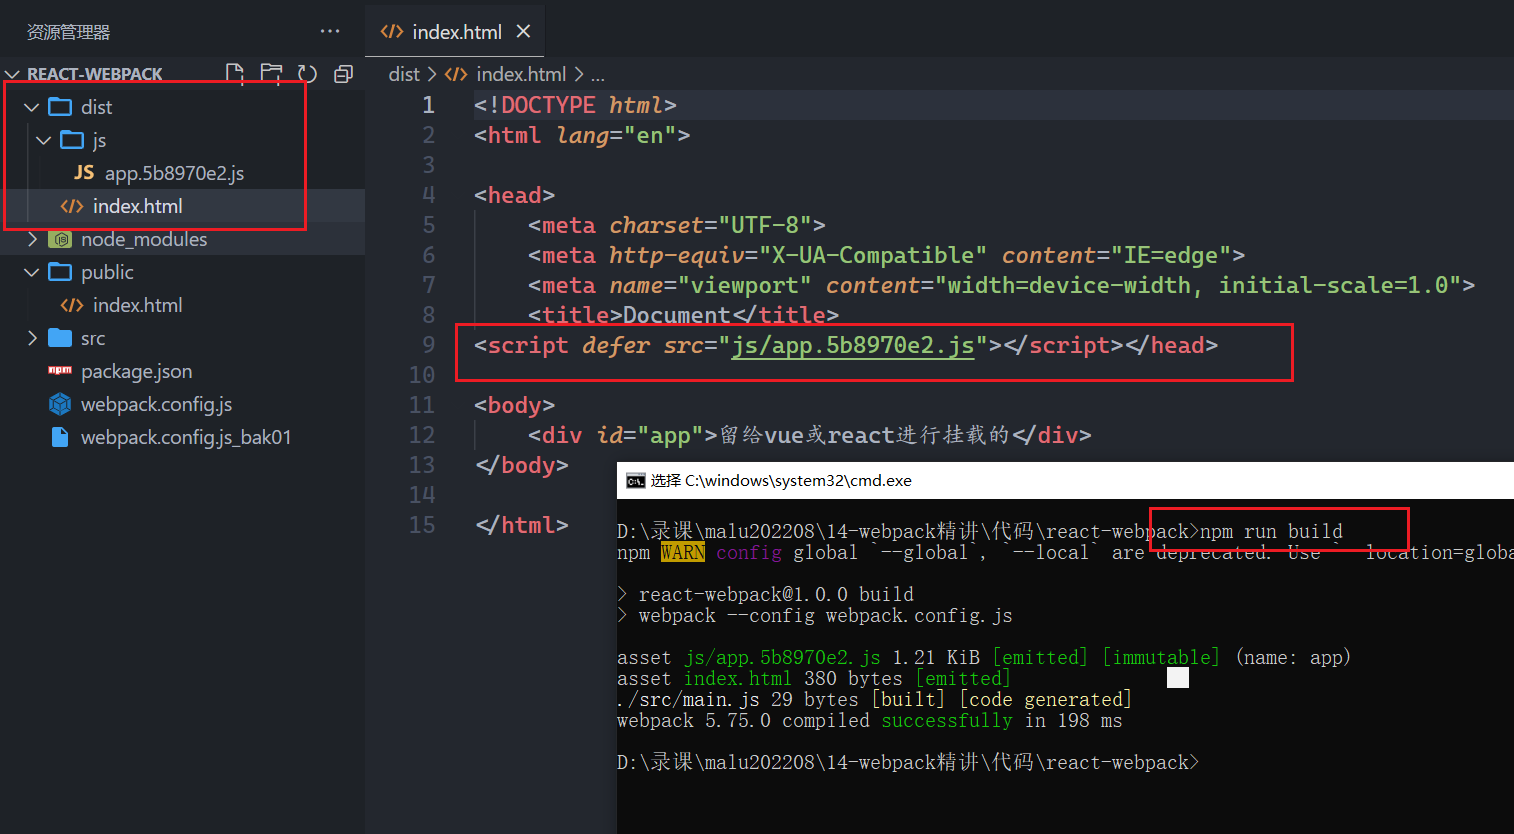 资源管理器
···
index.html
REACT-WEBPACK
dist > index.html > ...
dist
js
JS app.5b8970e2.js
index.html
node_modules
public
index.html
src
package.json
webpack.config.js
webpack.config.js_bak01
1 <!DOCTYPE html>
2 <html lang="en">
3
4 <head>
5 <meta charset="UTF-8">
6 <meta http-equiv="X-UA-Compatible" content="IE=edge">
7 <meta name="viewport" content="width=device-width, initial-scale=1.0">
8 <title>Document</title>
9 <script defer src="js/app.5b8970e2.js"></script></head>
10
11 <body>
12 <div id="app">留给vue或react进行挂载的</div>
13 </body>
14
15 </html>
选择 C:\windows\system32\cmd.exe
D:\录课\malu202208\14-webpack精讲\代码\react-webpack>npm run build
npm WARN config global `--global`, `--local` are deprecated. Use `--location=globa
> react-webpack@1.0.0 build
> webpack --config webpack.config.js
asset js/app.5b8970e2.js 1.21 KiB [emitted] [immutable] (name: app)
asset index.html 380 bytes [emitted]
./src/main.js 29 bytes [built] [code generated]
webpack 5.75.0 compiled successfully in 198 ms
D:\录课\malu202208\14-webpack精讲\代码\react-webpack>